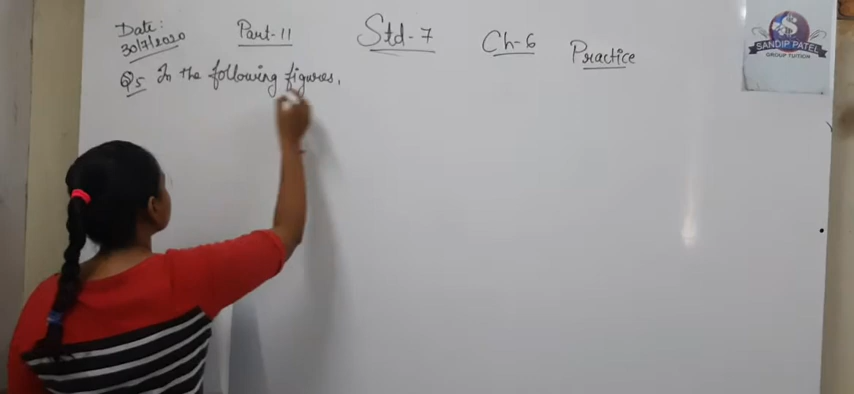 Date:
30/7/2020
Part-11
Std-7
Ch-6
Practice
Q5 In the following figures,
SANDIP PATEL
GROUP TUITION